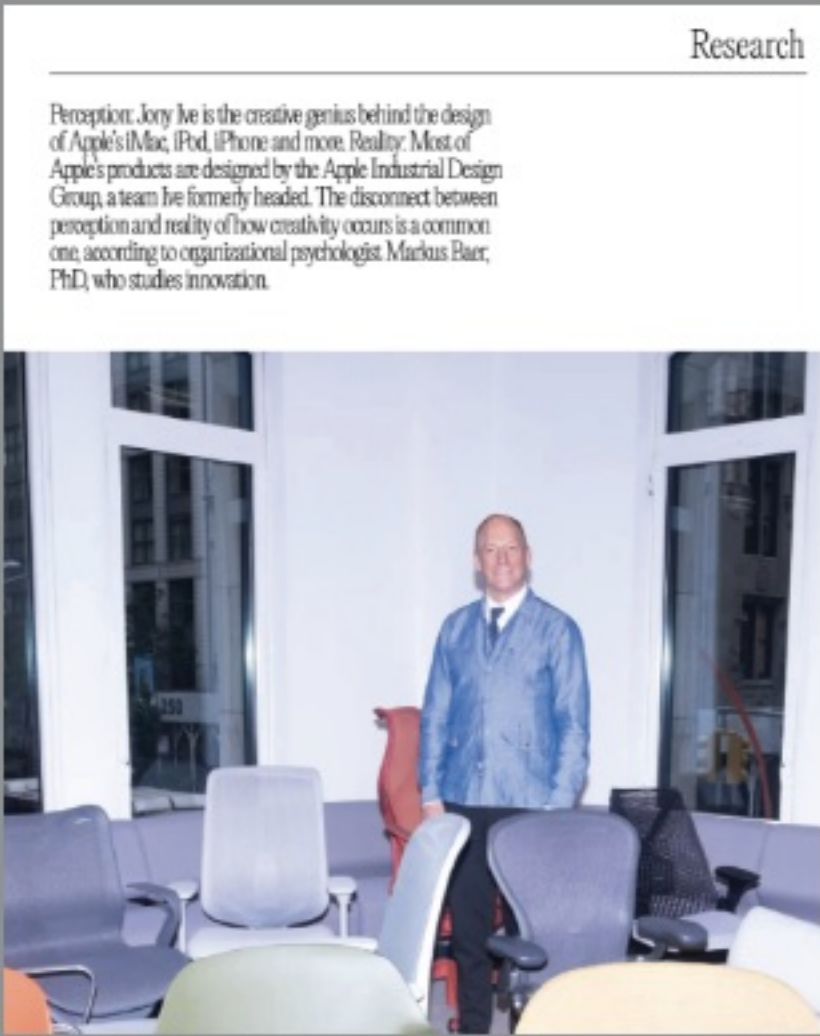 Research
Perception: Jony Ive is the creative genius behind the design
of Apple's iMac, iPod, iPhone and more. Reality: Most of
Apple's products are designed by the Apple Industrial Design
Group, a team Ive formerly headed. The disconnect between
perception and reality of how creativity occurs is a common
one, according to organizational psychologist Markus Baer,
PhD, who studies innovation.
250